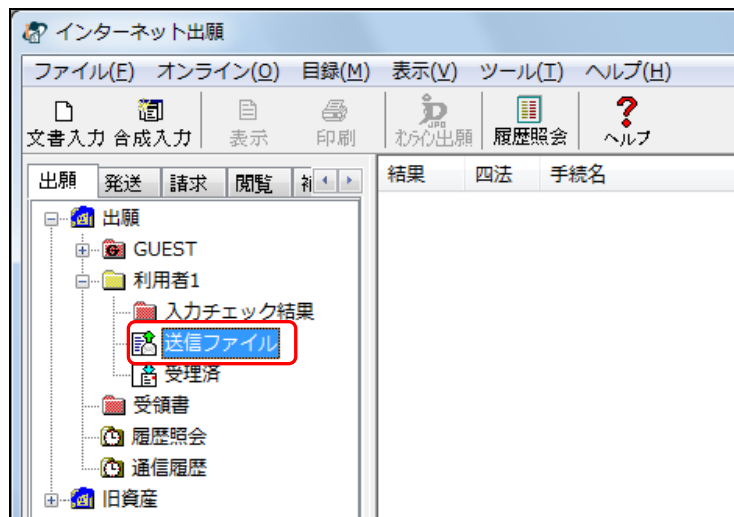 インターネット出願
ファイル(F) オンライン(O) 目録(M) 表示(V) ツール(T) ヘルプ(H)
文書入力 合成入力 表示 印刷 オンライン出願 履歴照会 ヘルプ
出願 発送 請求 閲覧
結果 四法 手続名
出願
GUEST
利用者1
入力チェック結果
送信ファイル
受理済
受領書
履歴照会
通信履歴
旧資産